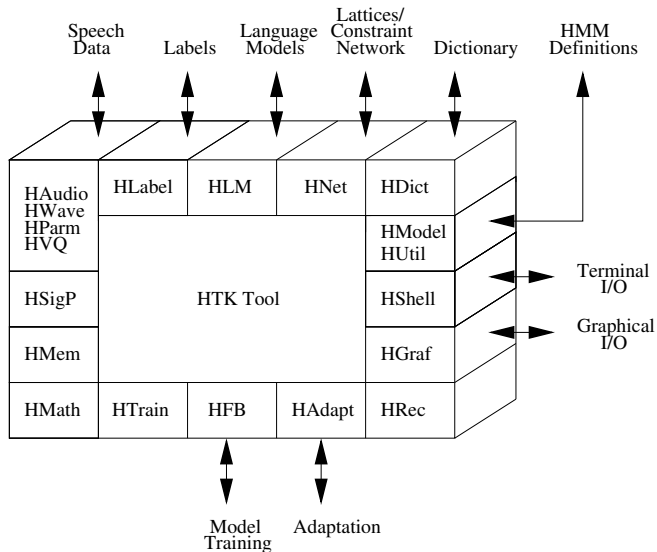 Speech
Data
Labels
Language
Models
Lattices/
Constraint
Network
Dictionary
HMM
Definitions
HAudio
HWave
HParm
HVQ
HLabel
HLM
HNet
HDict
HModel
HUtil
HSigP
HTK Tool
HShell
Terminal
I/O
HMem
HGraf
Graphical
I/O
HMath
HTrain
HFB
HAdapt
HRec
Model
Training
Adaptation